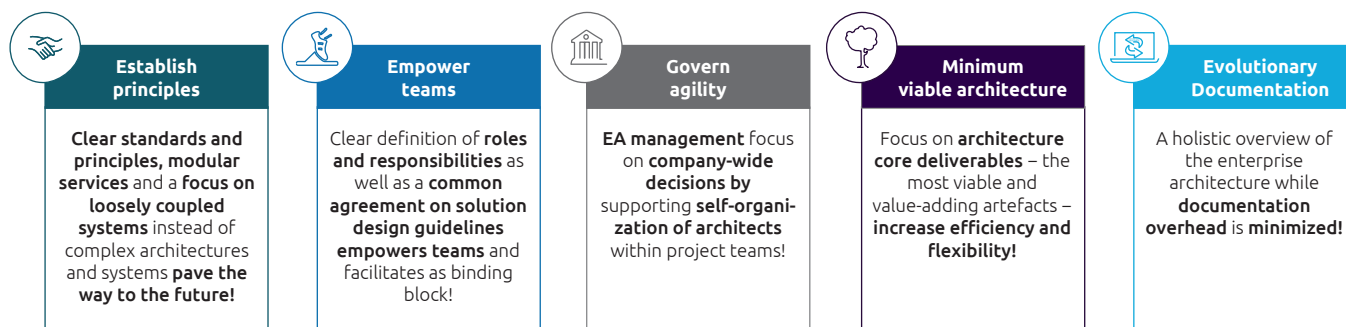 Establish
principles
Clear standards and
principles, modular
services and a focus on
loosely coupled
systems instead of
complex architectures
and systems pave the
way to the future!
Empower
teams
Clear definition of roles
and responsibilities as
well as a common
agreement on solution
design guidelines
empowers teams and
facilitates as binding
block!
Govern
agility
EA management focus
on company-wide
decisions by
supporting self-organi-
zation of architects
within project teams!
Minimum
viable architecture
Focus on architecture
core deliverables – the
most viable and
value-adding artefacts –
increase efficiency and
flexibility!
Evolutionary
Documentation
A holistic overview of
the enterprise
architecture while
documentation
overhead is minimized!